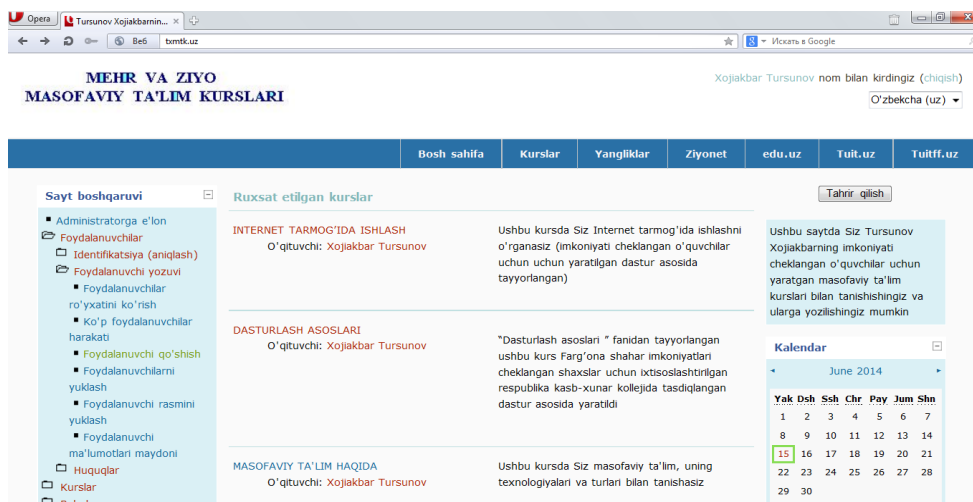 Opera
Tursunov Xojiakbarnin...
Веб
txmtk.uz
Искать в Google
MEHR VA ZIYO
MASOFAVIY TA'LIM KURSLARI
Xojiakbar Tursunov nom bilan kirdingiz (chiqish)
O'zbekcha (uz)
Bosh sahifa
Kurslar
Yangliklar
Ziyonet
edu.uz
Tuit.uz
Tuitff.uz
Sayt boshqaruvi
Administratorga e'lon
Foydalanuvchilar
Identifikatsiya (aniqlash)
Foydalanuvchi yozuvi
Foydalanuvchilar
ro'yxatini ko'rish
Ko'p foydalanuvchilar
harakati
Foydalanuvchi qo'shish
Foydalanuvchilarni
yuklash
Foydalanuvchi rasmini
yuklash
Foydalanuvchi
ma'lumotlari maydoni
Huquqlar
Kurslar
Ruxsat etilgan kurslar
INTERNET TARMOG'IDA ISHLASH
O'qituvchi: Xojiakbar Tursunov
Ushbu kursda Siz Internet tarmog'ida ishlashni
o'rganasiz (imkoniyati cheklangan o'quvchilar
uchun uchun yaratilgan dastur asosida
tayyorlangan)
DASTURLASH ASOSLARI
O'qituvchi: Xojiakbar Tursunov
"Dasturlash asoslari " fanidan tayyorlangan
ushbu kurs Farg'ona shahar imkoniyatlari
cheklangan shaxslar uchun ixtisoslashtirilgan
respublika kasb-xunar kollejida tasdiqlangan
dastur asosida yaratildi
MASOFAVIY TA'LIM HAQIDA
O'qituvchi: Xojiakbar Tursunov
Ushbu kursda Siz masofaviy ta'lim, uning
texnologiyalari va turlari bilan tanishasiz
Tahrir qilish
Ushbu saytda Siz Tursunov
Xojiakbarning imkoniyati
cheklangan o'quvchilar uchun
yaratgan masofaviy ta'lim
kurslari bilan tanishishingiz va
ularga yozilishingiz mumkin
Kalendar
June 2014
Yak Dsh Ssh Chr Pay Jum Shn
1 2 3 4 5 6 7
8 9 10 11 12 13 14
15 16 17 18 19 20 21
22 23 24 25 26 27 28
29 30